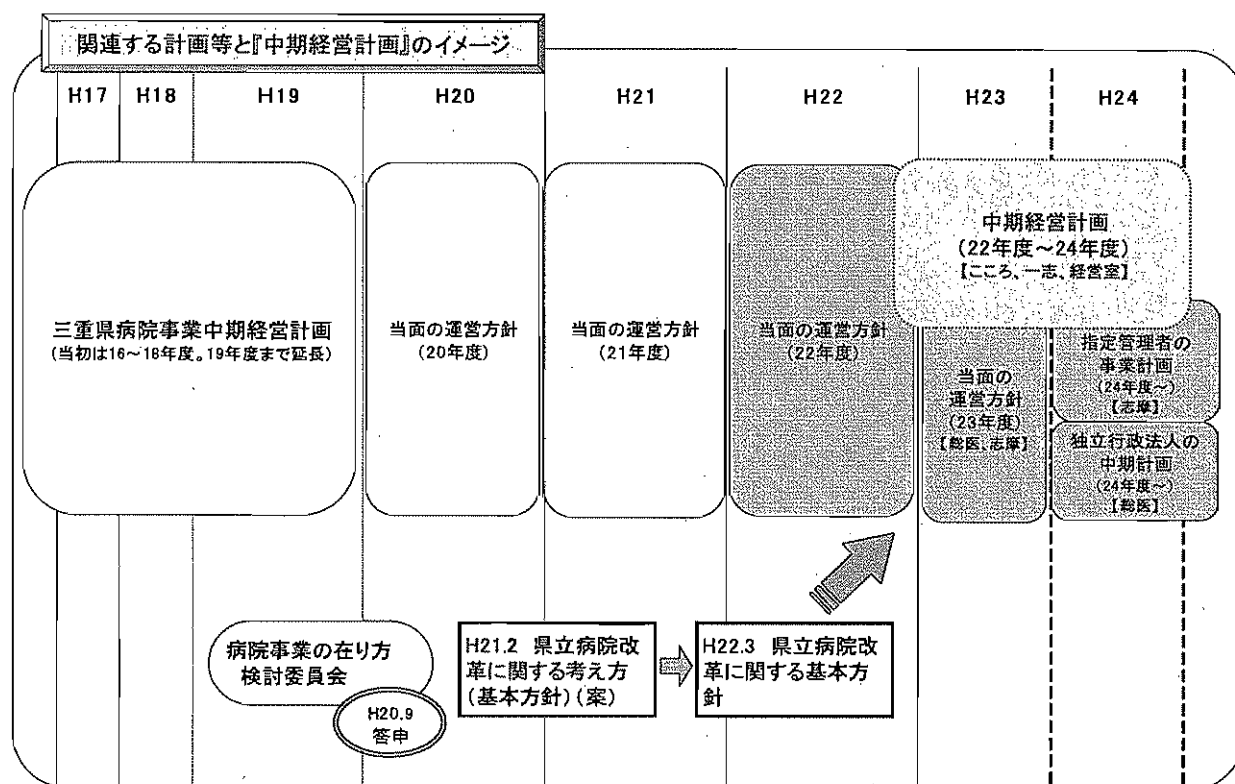 関連する計画等と『中期経営計画』のイメージ
H17 H18 H19 H20 H21 H22 H23 H24
三重県病院事業中期経営計画
(当初は16~18年度。19年度まで延長)
当面の運営方針
(20年度)
当面の運営方針
(21年度)
当面の運営方針
(22年度)
中期経営計画
(22年度~24年度)
【こころ、一志、経営室】
当面の
運営方針
(23年度)
【総医、志摩】
指定管理者の
事業計画
(24年度~)
【志摩】
独立行政法人の
中期計画
(24年度~)
【総医】
病院事業の在り方
検討委員会
H20.9
答申
H21.2 県立病院改
革に関する考え方
(基本方針)(案)
H22.3 県立病院改
革に関する基本方
針